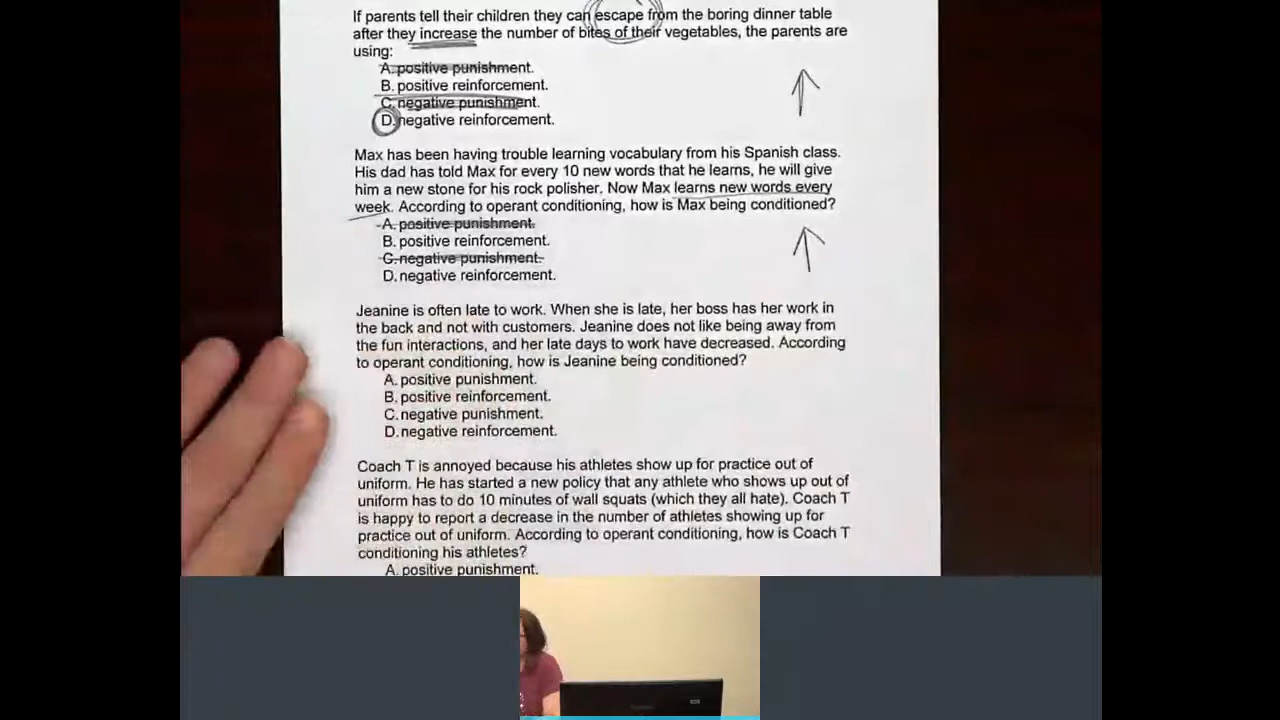 If parents tell their children they can escape from the boring dinner table
after they increase the number of bites of their vegetables, the parents are
using:
A. positive punishment.
B. positive reinforcement.
C. negative punishment.
D. negative reinforcement.
Max has been having trouble learning vocabulary from his Spanish class.
His dad has told Max for every 10 new words that he learns, he will give
him a new stone for his rock polisher. Now Max learns new words every
week. According to operant conditioning, how is Max being conditioned?
A. positive punishment.
B. positive reinforcement.
C. negative punishment.
D. negative reinforcement.
Jeanine is often late to work. When she is late, her boss has her work in
the back and not with customers. Jeanine does not like being away from
the fun interactions, and her late days to work have decreased. According
to operant conditioning, how is Jeanine being conditioned?
A. positive punishment.
B. positive reinforcement.
C. negative punishment.
D. negative reinforcement.
Coach T is annoyed because his athletes show up for practice out of
uniform. He has started a new policy that any athlete who shows up out of
uniform has to do 10 minutes of wall squats (which they all hate). Coach T
is happy to report a decrease in the number of athletes showing up for
practice out of uniform. According to operant conditioning, how is Coach T
conditioning his athletes?
A. positive punishment.